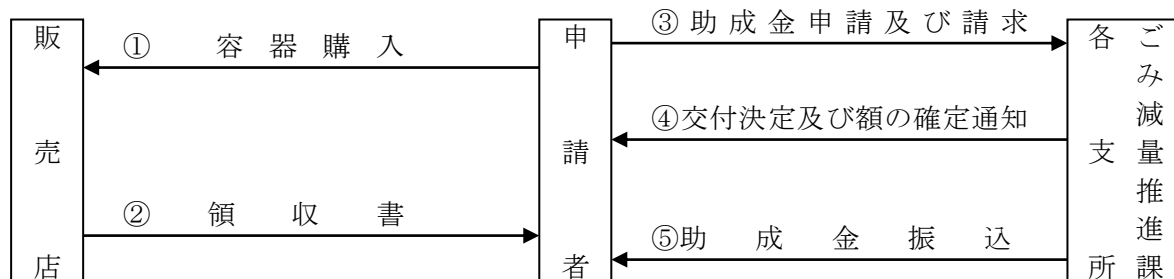 販売店
① 容器購入
② 領収書
申請者
③助成金申請及び請求
④交付決定及び額の確定通知
⑤助成金振込
ごみ減量推進課
各支所